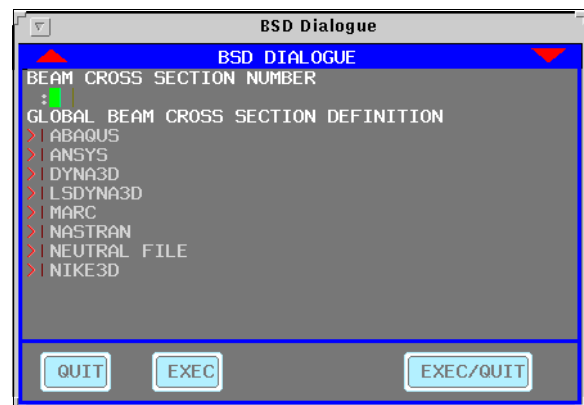 BSD Dialogue
BSD DIALOGUE
BEAM CROSS SECTION NUMBER
:
GLOBAL BEAM CROSS SECTION DEFINITION
>|ABAQUS
>|ANSYS
>|DYNA3D
>|LSDYNA3D
>|MARC
>|NASTRAN
>|NEUTRAL FILE
>|NIKE3D
QUIT EXEC EXEC/QUIT